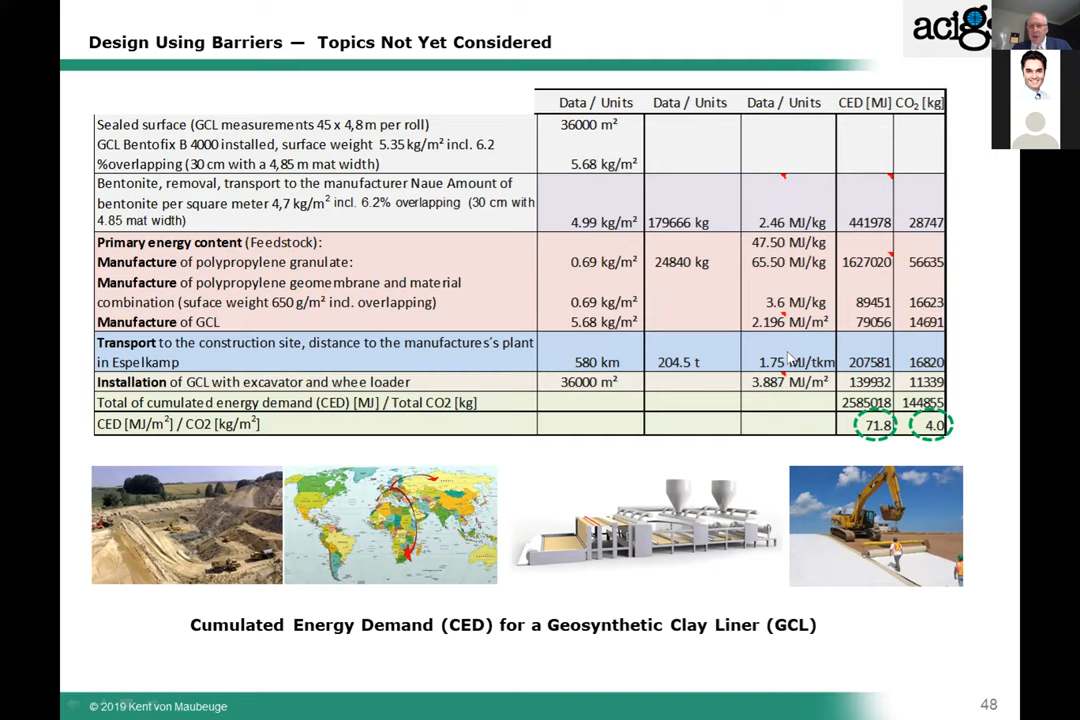 Design Using Barriers — Topics Not Yet Considered
acigs
Data / Units Data / Units Data / Units CED [MJ] CO₂ [kg]
Sealed surface (GCL measurements 45 x 4,8 m per roll) 36000 m²
GCL Bentofix B 4000 installed, surface weight 5.35 kg/m² incl. 6.2
%overlapping (30 cm with a 4,85 m mat width) 5.68 kg/m²
Bentonite, removal, transport to the manufacturer Naue Amount of
bentonite per square meter 4,7 kg/m² incl. 6.2% overlapping (30 cm with
4.85 mat width) 4.99 kg/m² 179666 kg 2.46 MJ/kg 441978 28747
Primary energy content (Feedstock): 47.50 MJ/kg
Manufacture of polypropylene granulate: 0.69 kg/m² 24840 kg 65.50 MJ/kg 1627020 56635
Manufacture of polypropylene geomembrane and material
combination (suface weight 650 g/m² incl. overlapping) 0.69 kg/m² 3.6 MJ/kg 89451 16623
Manufacture of GCL 5.68 kg/m² 2.196 MJ/m² 79056 14691
Transport to the construction site, distance to the manufactures´s plant
in Espelkamp 580 km 204.5 t 1.75 MJ/tkm 207581 16820
Installation of GCL with excavator and whee loader 36000 m² 3.887 MJ/m² 139932 11339
Total of cumulated energy demand (CED) [MJ] / Total CO2 [kg] 2585018 144855
CED [MJ/m²] / CO2 [kg/m²] 71.8 4.0
Cumulated Energy Demand (CED) for a Geosynthetic Clay Liner (GCL)
© 2019 Kent von Maubeuge 48